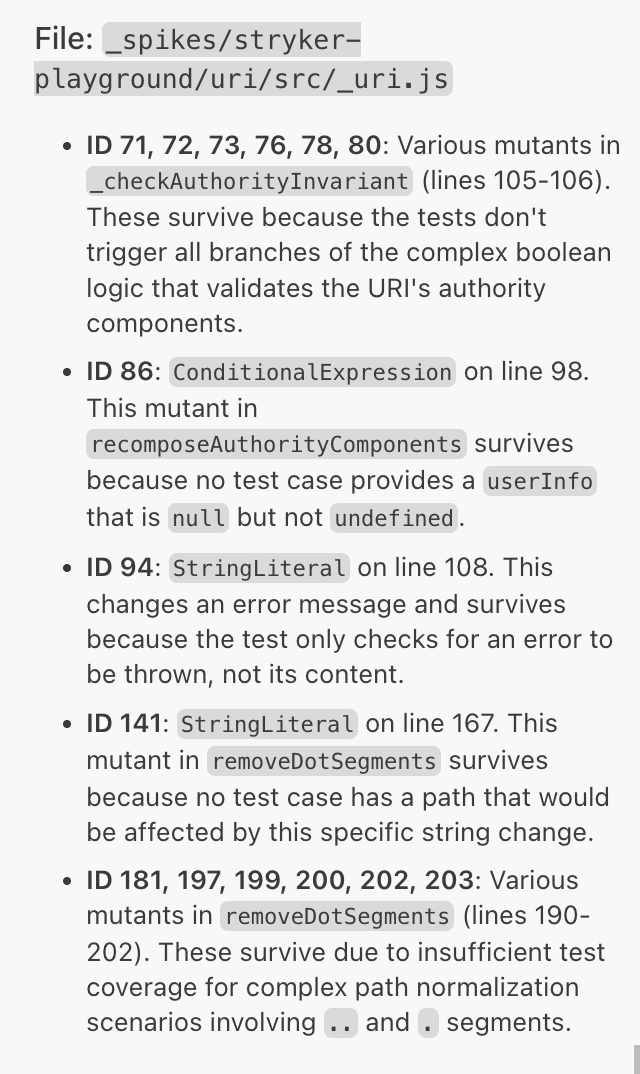 File: _spikes/stryker-
playground/uri/src/_uri.js
• ID 71, 72, 73, 76, 78, 80: Various mutants in
_checkAuthorityInvariant (lines 105-106).
These survive because the tests don't
trigger all branches of the complex boolean
logic that validates the URI's authority
components.
• ID 86: ConditionalExpression on line 98.
This mutant in
recomposeAuthorityComponents survives
because no test case provides a userInfo
that is null but not undefined.
• ID 94: StringLiteral on line 108. This
changes an error message and survives
because the test only checks for an error to
be thrown, not its content.
• ID 141: StringLiteral on line 167. This
mutant in removeDotSegments survives
because no test case has a path that would
be affected by this specific string change.
• ID 181, 197, 199, 200, 202, 203: Various
mutants in removeDotSegments (lines 190-
202). These survive due to insufficient test
coverage for complex path normalization
scenarios involving .. and . segments.